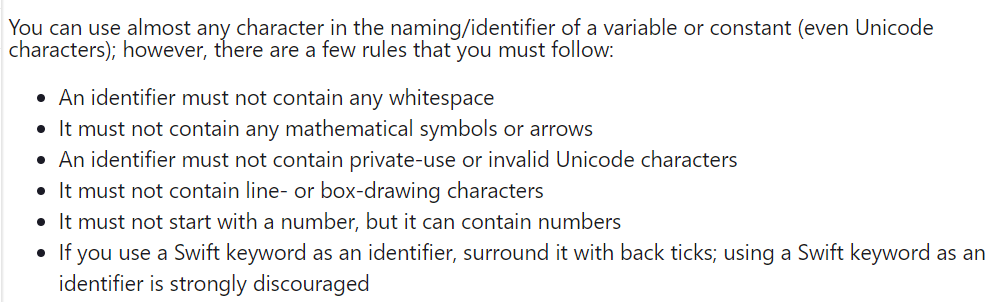 You can use almost any character in the naming/identifier of a variable or constant (even Unicode
characters); however, there are a few rules that you must follow:
• An identifier must not contain any whitespace
• It must not contain any mathematical symbols or arrows
• An identifier must not contain private-use or invalid Unicode characters
• It must not contain line- or box-drawing characters
• It must not start with a number, but it can contain numbers
• If you use a Swift keyword as an identifier, surround it with back ticks; using a Swift keyword as an
identifier is strongly discouraged